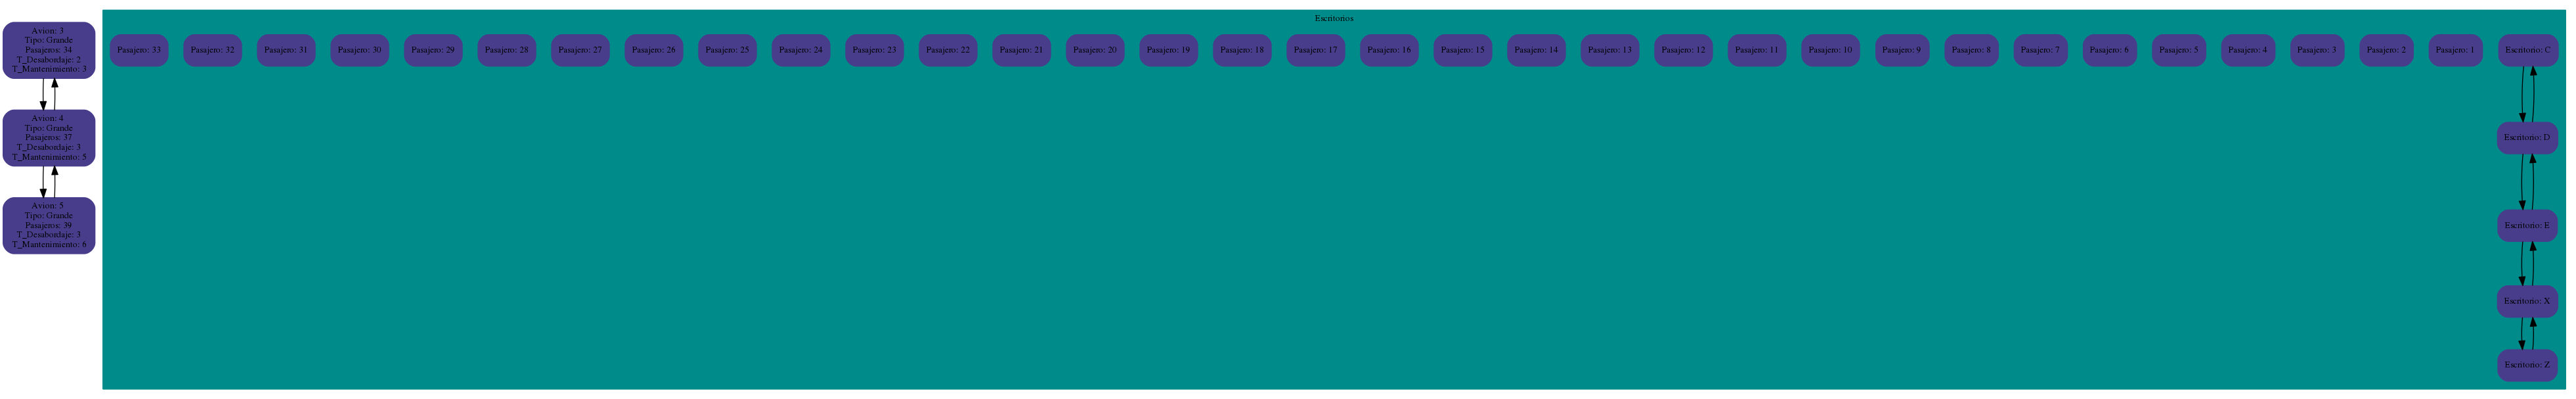 Escritorios
Avion: 3
Tipo: Grande
Pasajeros: 34
T_Desabordaje: 2
T_Mantenimiento: 3
Pasajero: 33
Pasajero: 32
Pasajero: 31
Pasajero: 30
Pasajero: 29
Pasajero: 28
Pasajero: 27
Pasajero: 26
Pasajero: 25
Pasajero: 24
Pasajero: 23
Pasajero: 22
Pasajero: 21
Pasajero: 20
Pasajero: 19
Pasajero: 18
Pasajero: 17
Pasajero: 16
Pasajero: 15
Pasajero: 14
Pasajero: 13
Pasajero: 12
Pasajero: 11
Pasajero: 10
Pasajero: 9
Pasajero: 8
Pasajero: 7
Pasajero: 6
Pasajero: 5
Pasajero: 4
Pasajero: 3
Pasajero: 2
Pasajero: 1
Escritorio: C
Avion: 4
Tipo: Grande
Pasajeros: 37
T_Desabordaje: 3
T_Mantenimiento: 5
Escritorio: D
Avion: 5
Tipo: Grande
Pasajeros: 39
T_Desabordaje: 3
T_Mantenimiento: 6
Escritorio: E
Escritorio: X
Escritorio: Z